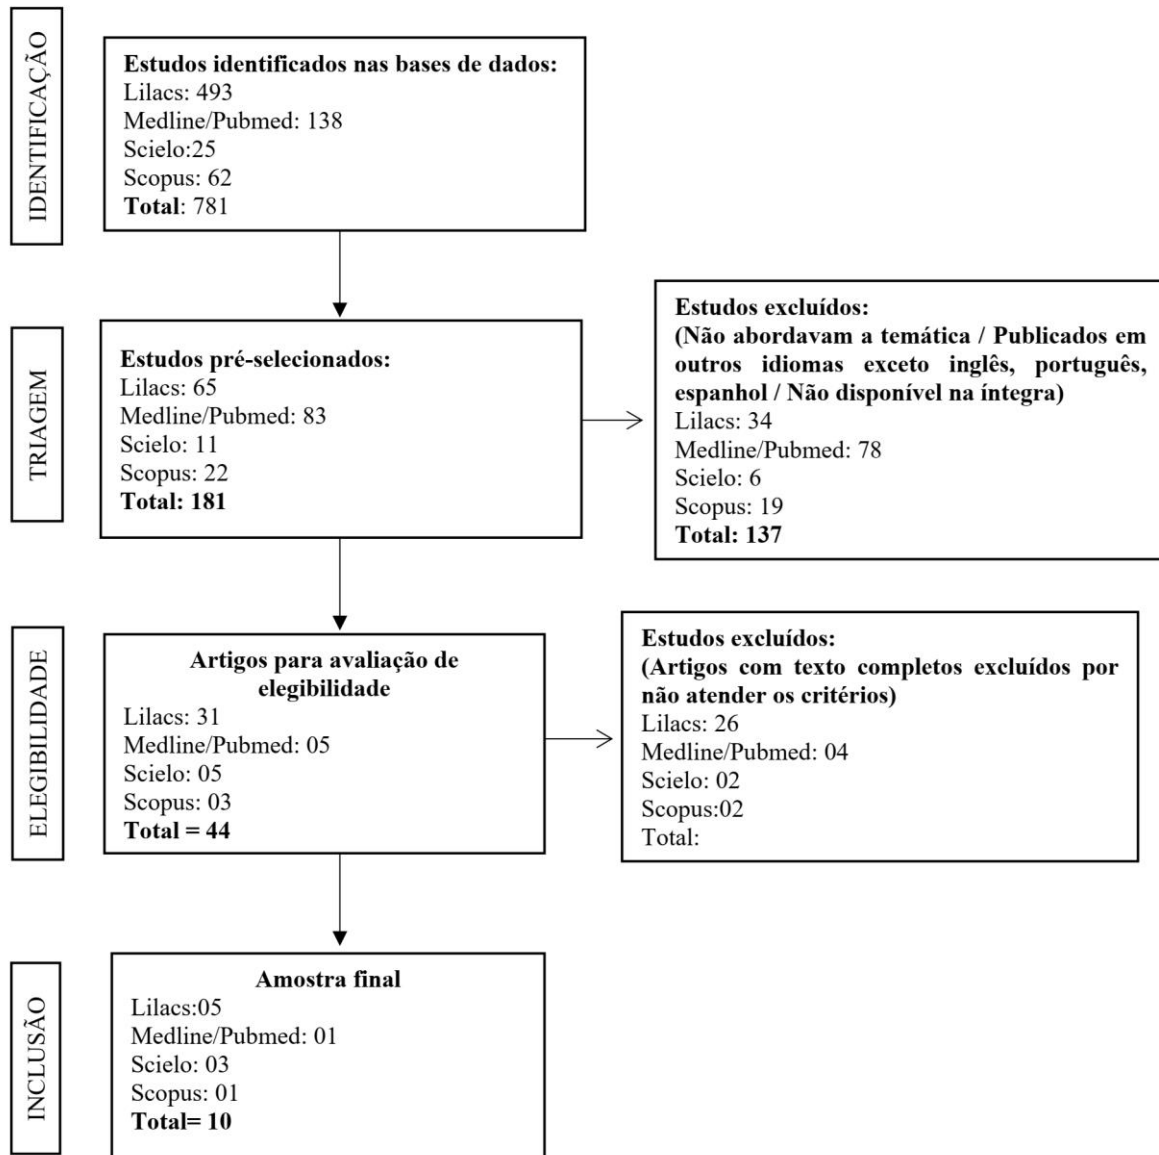 IDENTIFICAÇÃO
Estudos identificados nas bases de dados:
Lilacs: 493
Medline/Pubmed: 138
Scielo:25
Scopus: 62
Total: 781
TRIAGEM
Estudos pré-selecionados:
Lilacs: 65
Medline/Pubmed: 83
Scielo: 11
Scopus: 22
Total: 181
Estudos excluídos:
(Não abordavam a temática / Publicados em
outros idiomas exceto inglês, português,
espanhol / Não disponível na íntegra)
Lilacs: 34
Medline/Pubmed: 78
Scielo: 6
Scopus: 19
Total: 137
ELEGIBILIDADE
Artigos para avaliação de
elegibilidade
Lilacs: 31
Medline/Pubmed: 05
Scielo: 05
Scopus: 03
Total = 44
Estudos excluídos:
(Artigos com texto completos excluídos por
não atender os critérios)
Lilacs: 26
Medline/Pubmed: 04
Scielo: 02
Scopus:02
Total:
INCLUSÃO
Amostra final
Lilacs:05
Medline/Pubmed: 01
Scielo: 03
Scopus: 01
Total= 10